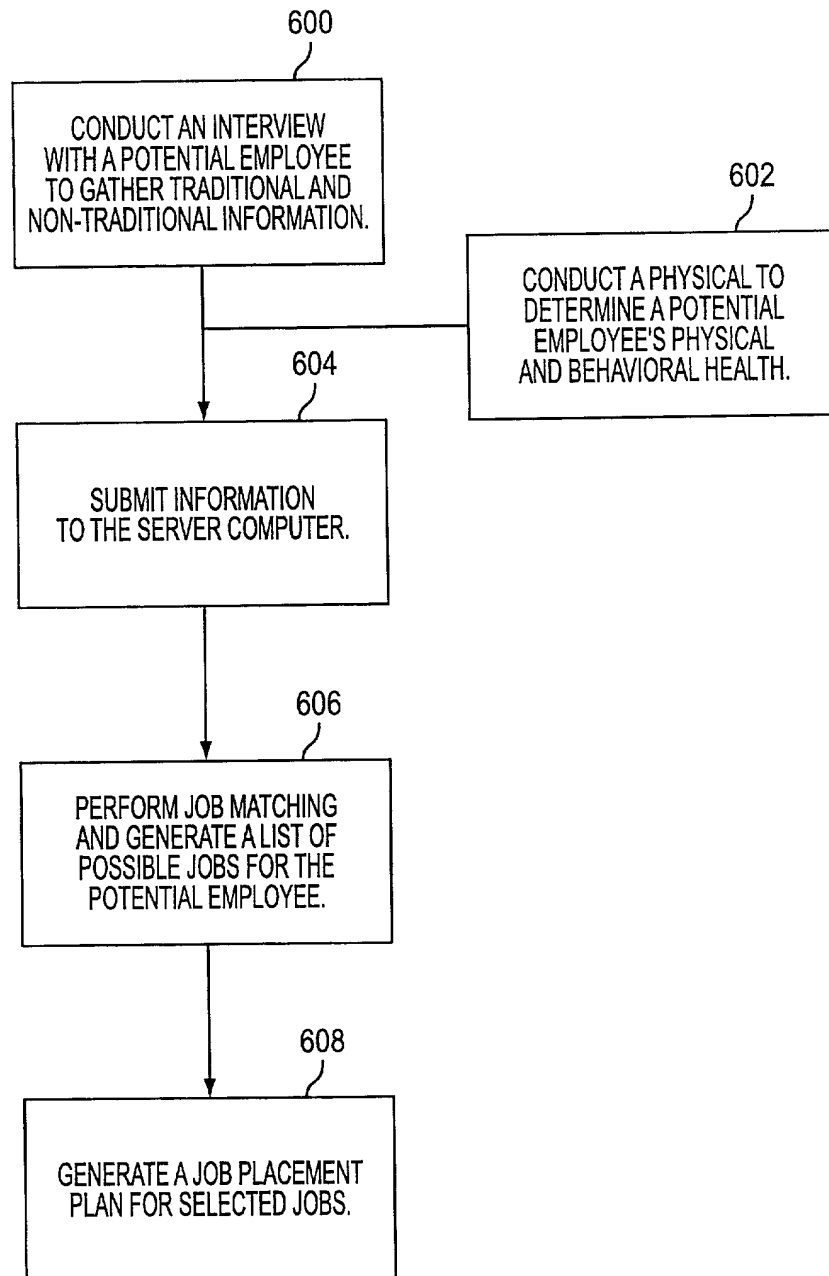 600
CONDUCT AN INTERVIEW
WITH A POTENTIAL EMPLOYEE
TO GATHER TRADITIONAL AND
NON-TRADITIONAL INFORMATION.
602
CONDUCT A PHYSICAL TO
DETERMINE A POTENTIAL
EMPLOYEE'S PHYSICAL
AND BEHAVIORAL HEALTH.
604
SUBMIT INFORMATION
TO THE SERVER COMPUTER.
606
PERFORM JOB MATCHING
AND GENERATE A LIST OF
POSSIBLE JOBS FOR THE
POTENTIAL EMPLOYEE.
608
GENERATE A JOB PLACEMENT
PLAN FOR SELECTED JOBS.